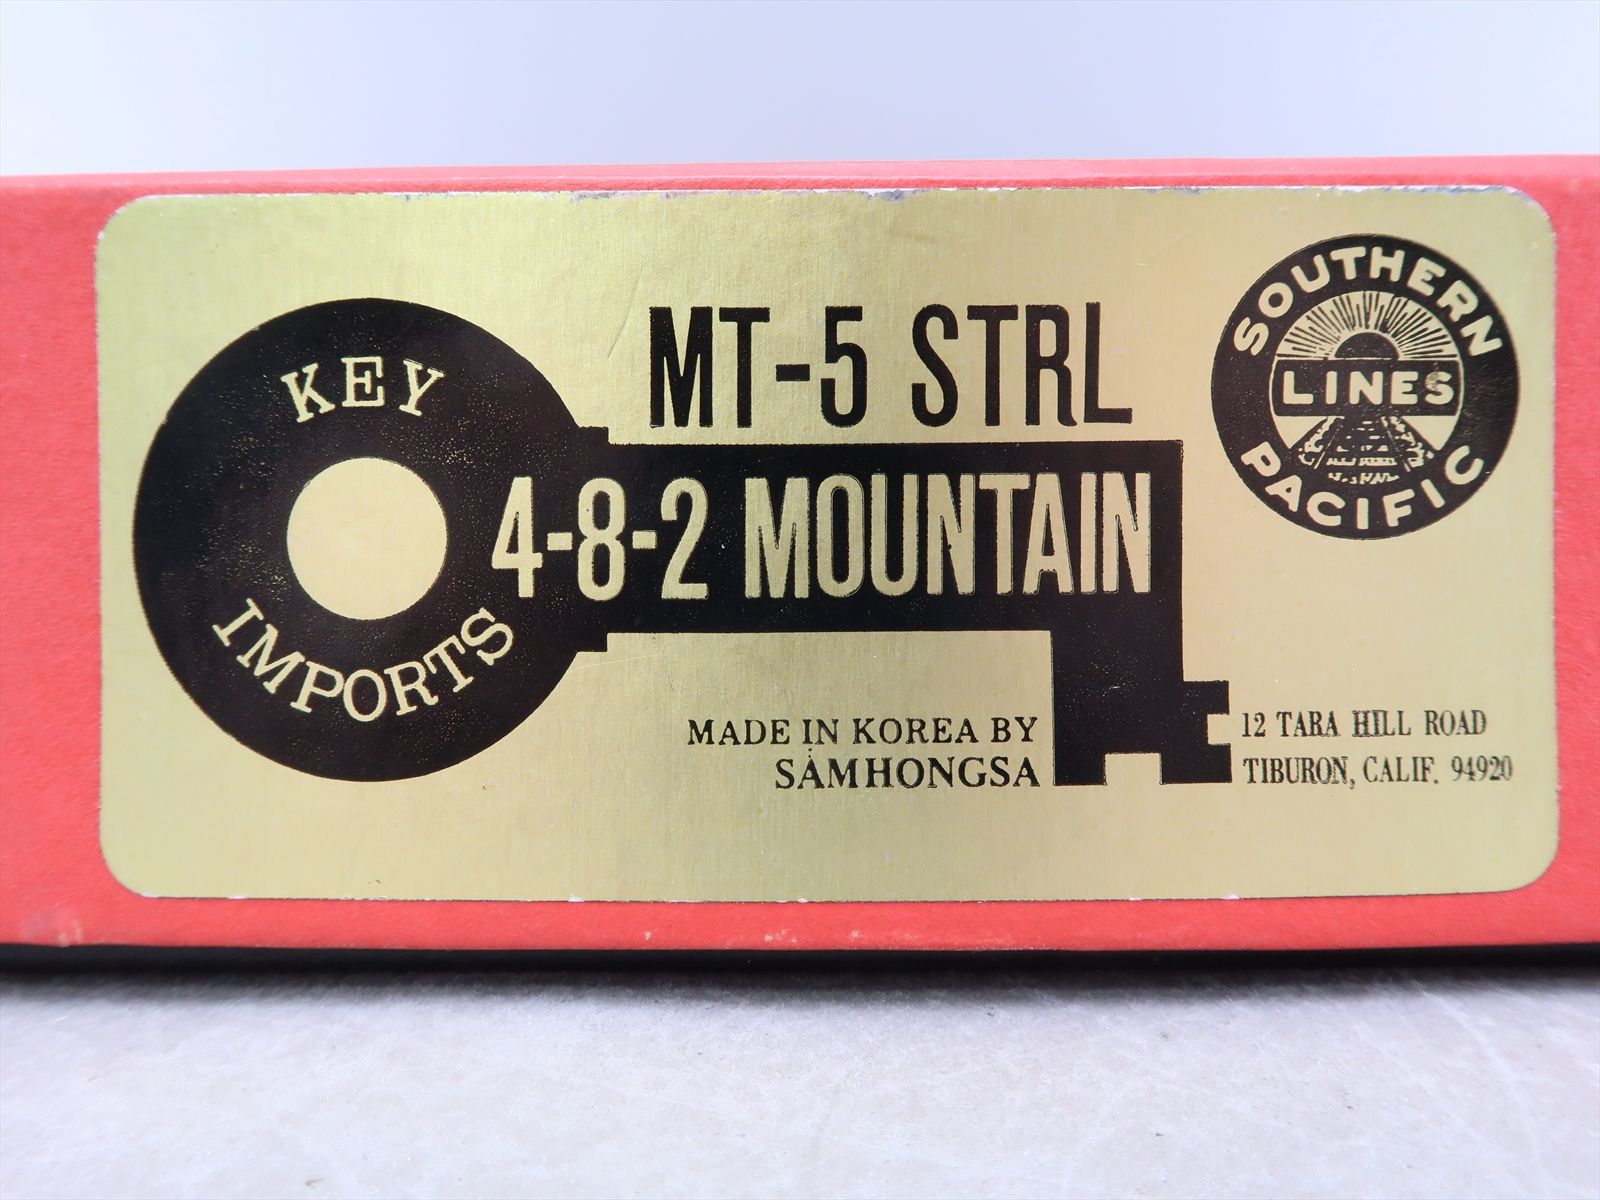 MT-5 STRL
KEY
IMPORTS
4-8-2 MOUNTAIN
SOUTHERN
LINES
PACIFIC
MADE IN KOREA BY
SAMHONGSA
12 TARA HILL ROAD
TIBURON, CALIF. 94920